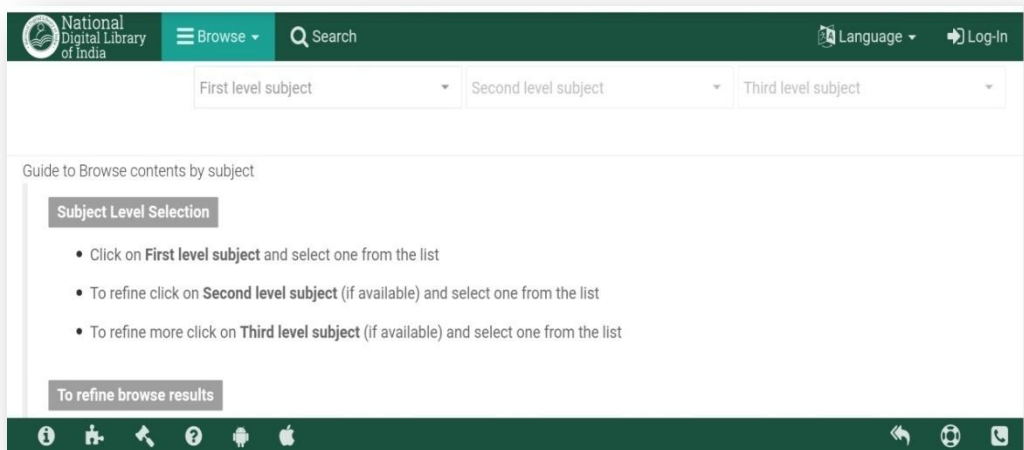 National
Digital Library
of India
Browse
Search
Language
Log-In
First level subject
Second level subject
Third level subject
Guide to Browse contents by subject
Subject Level Selection
• Click on First level subject and select one from the list
• To refine click on Second level subject (if available) and select one from the list
• To refine more click on Third level subject (if available) and select one from the list
To refine browse results